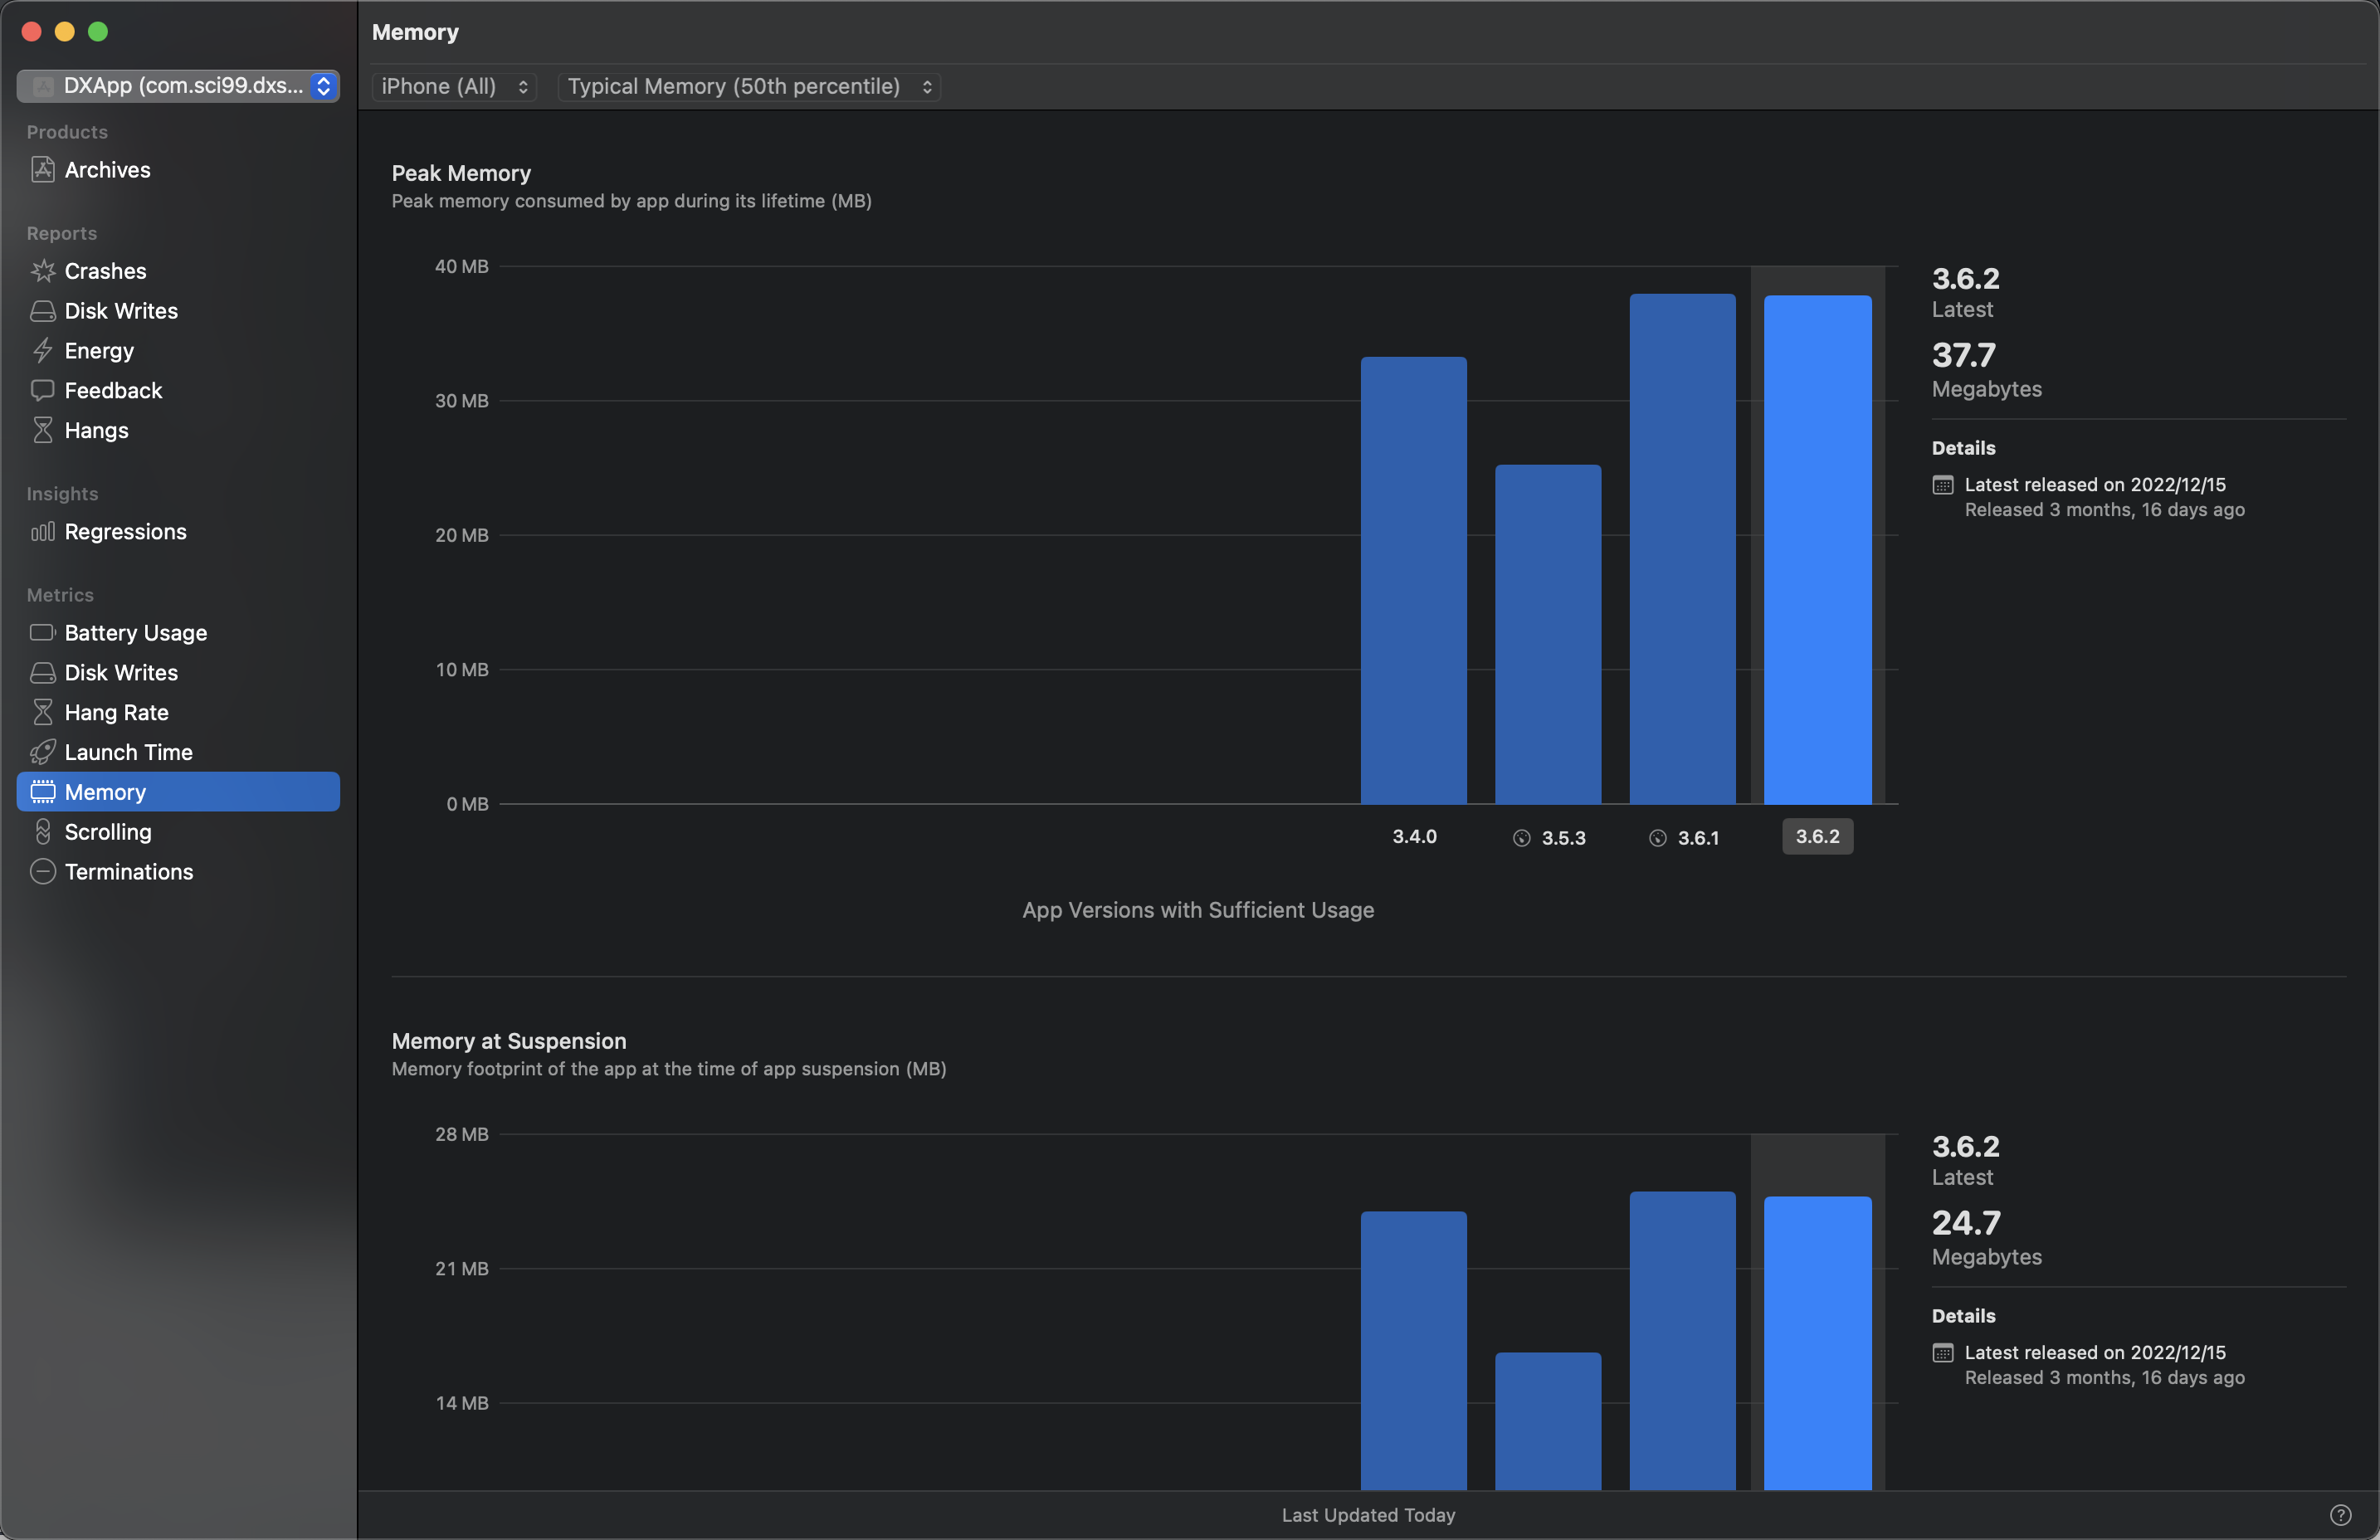 Memory
DXApp (com.sci99.dxs...
iPhone (All)
Typical Memory (50th percentile)
Products
Archives
Reports
Crashes
Disk Writes
Energy
Feedback
Hangs
Insights
Regressions
Metrics
Battery Usage
Disk Writes
Hang Rate
Launch Time
Memory
Scrolling
Terminations
Peak Memory
Peak memory consumed by app during its lifetime (MB)
40 MB
30 MB
20 MB
10 MB
0 MB
3.4.0
3.5.3
3.6.1
3.6.2
App Versions with Sufficient Usage
3.6.2
Latest
37.7
Megabytes
Details
Latest released on 2022/12/15
Released 3 months, 16 days ago
Memory at Suspension
Memory footprint of the app at the time of app suspension (MB)
28 MB
21 MB
14 MB
3.6.2
Latest
24.7
Megabytes
Details
Latest released on 2022/12/15
Released 3 months, 16 days ago
Last Updated Today
?